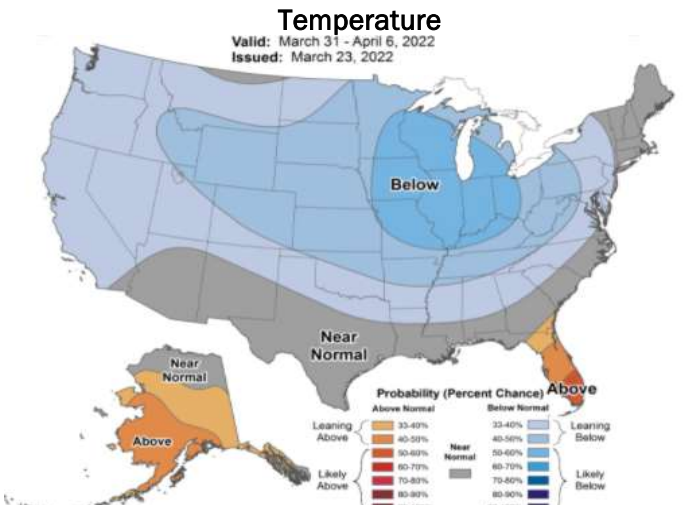 Temperature
Valid: March 31 - April 6, 2022
Issued: March 23, 2022
Below
Near
Normal
Near
Normal
Above
Above
Probability (Percent Chance)
Above Normal
Below Normal
Leaning
Above
33-40%
40-50%
50-60%
60-70%
70-80%
80-90%
Likely
Above
Near
Normal
33-40%
40-50%
50-60%
60-70%
70-80%
80-90%
Leaning
Below
Likely
Below